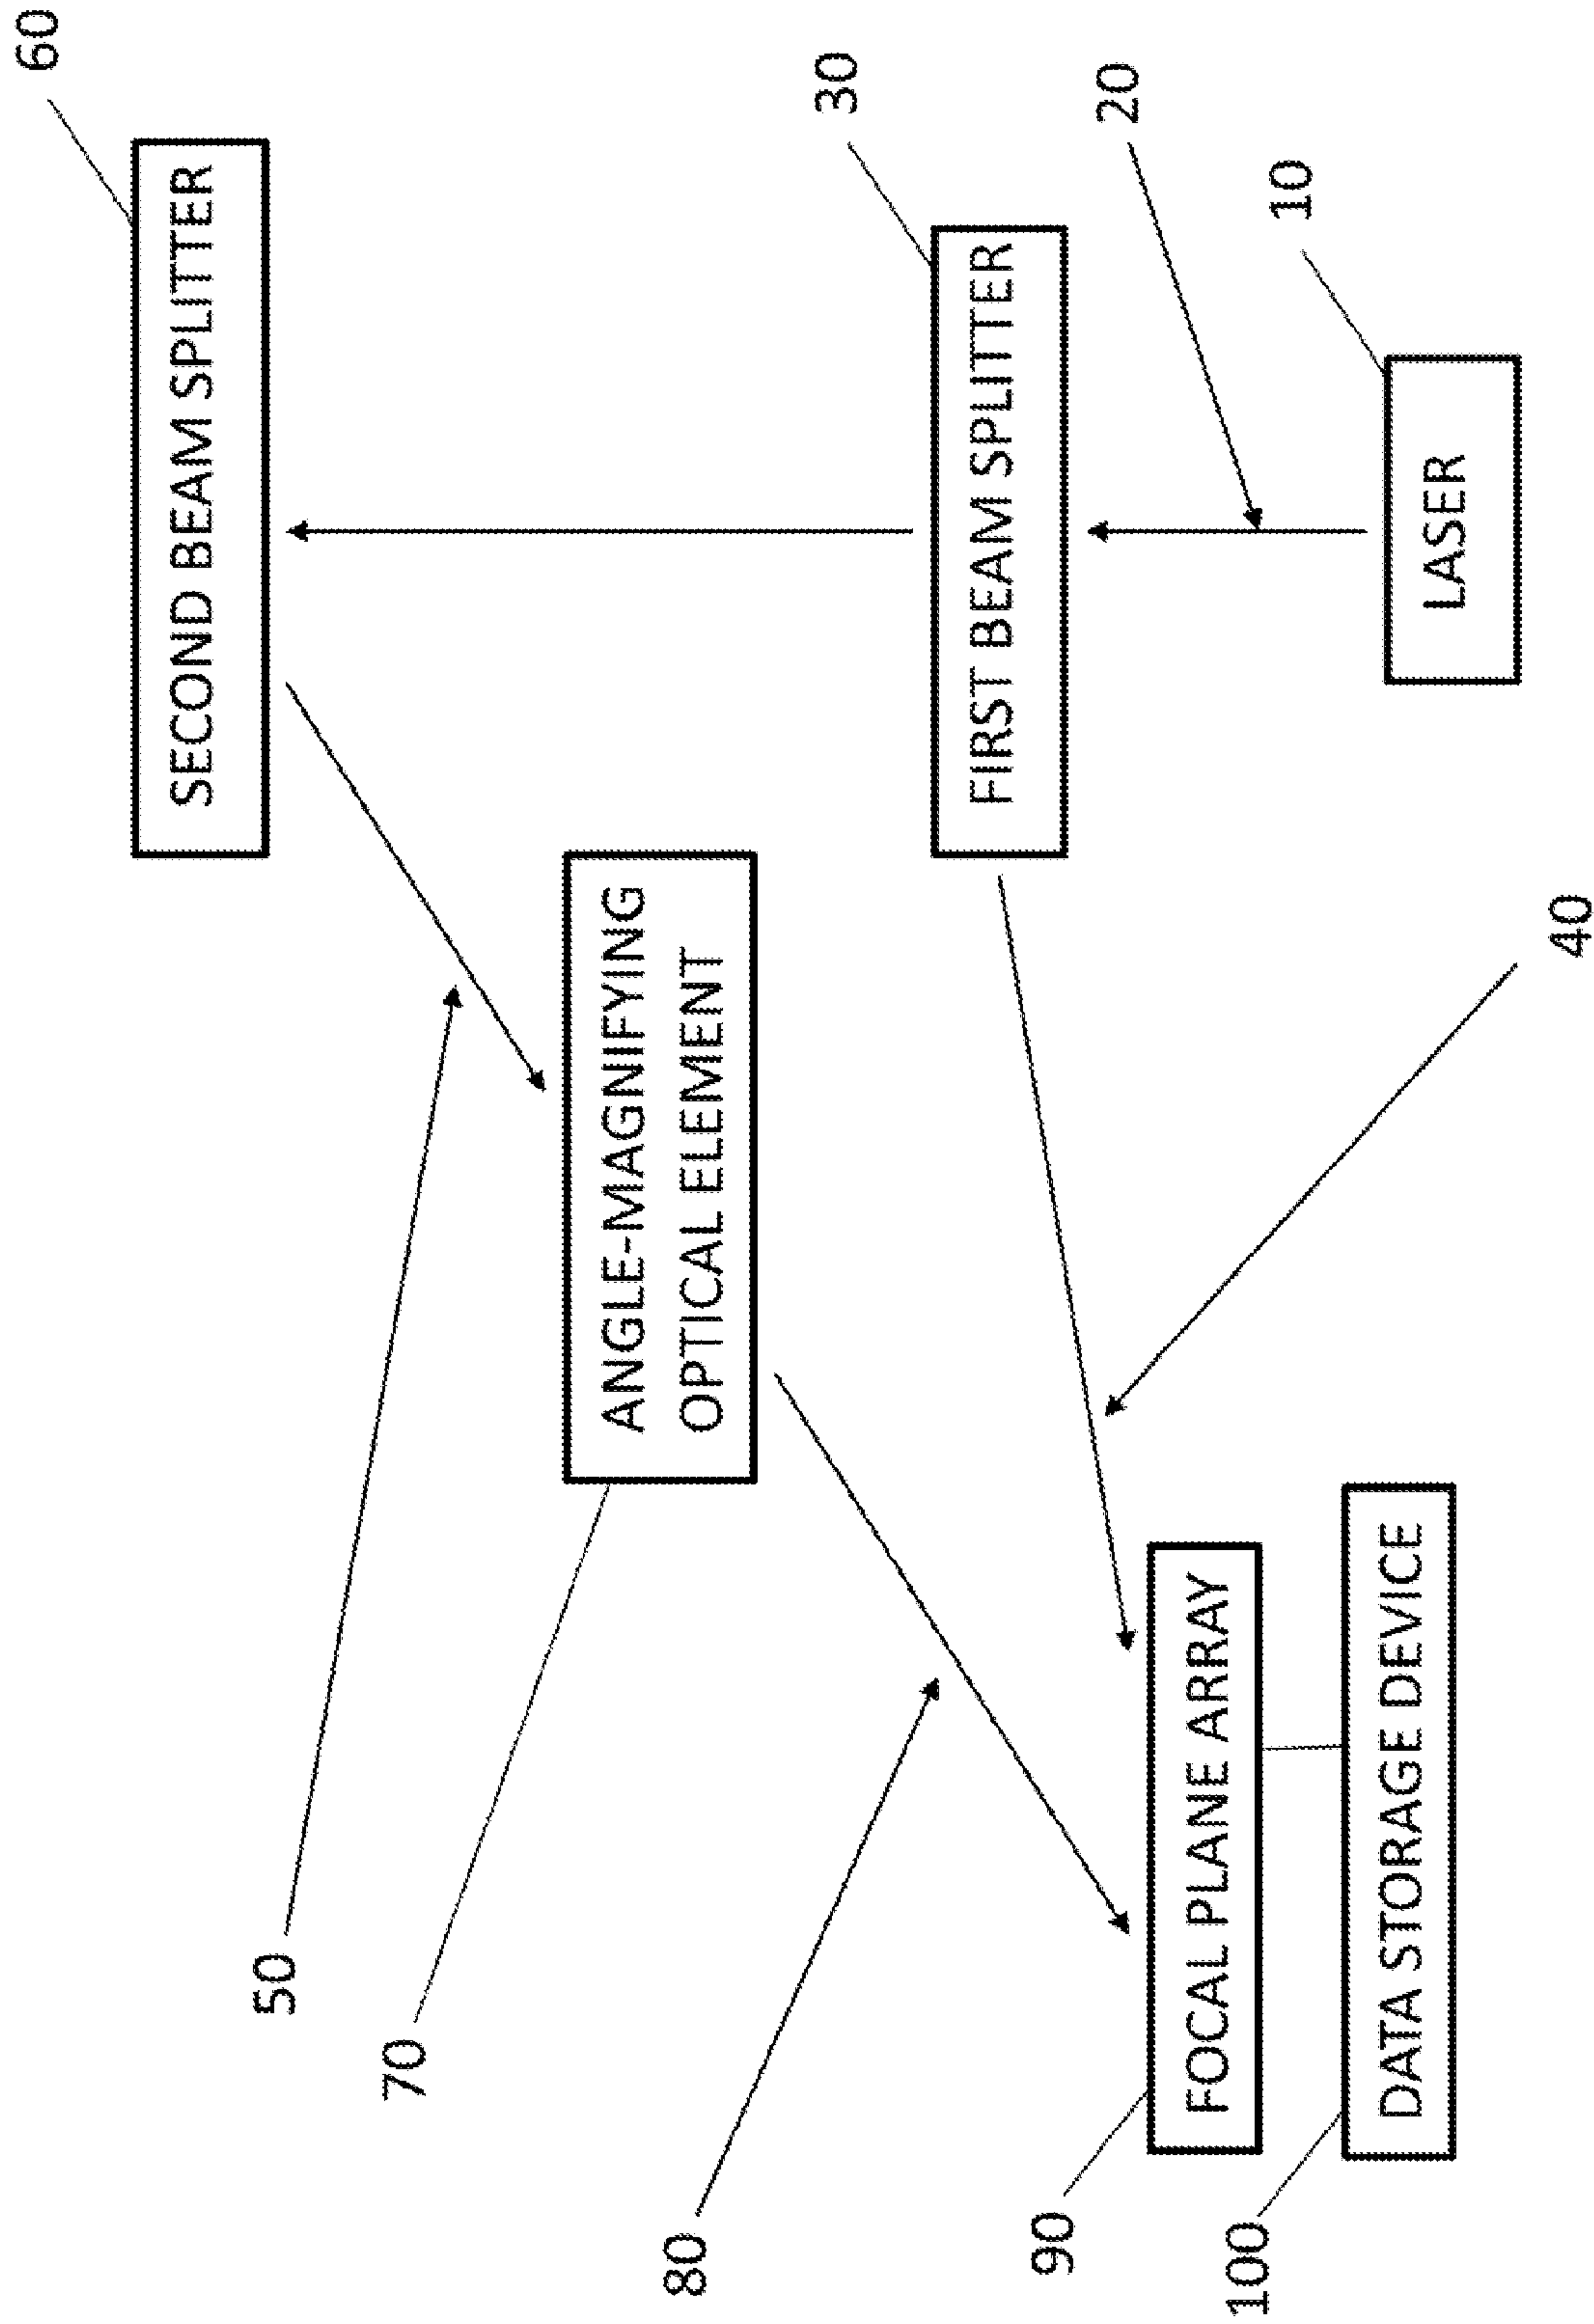 60
SECOND BEAM SPLITTER
50
70
ANGLE-MAGNIFYING
OPTICAL ELEMENT
80
30
FIRST BEAM SPLITTER
20
90
FOCAL PLANE ARRAY
10
LASER
100
DATA STORAGE DEVICE
40